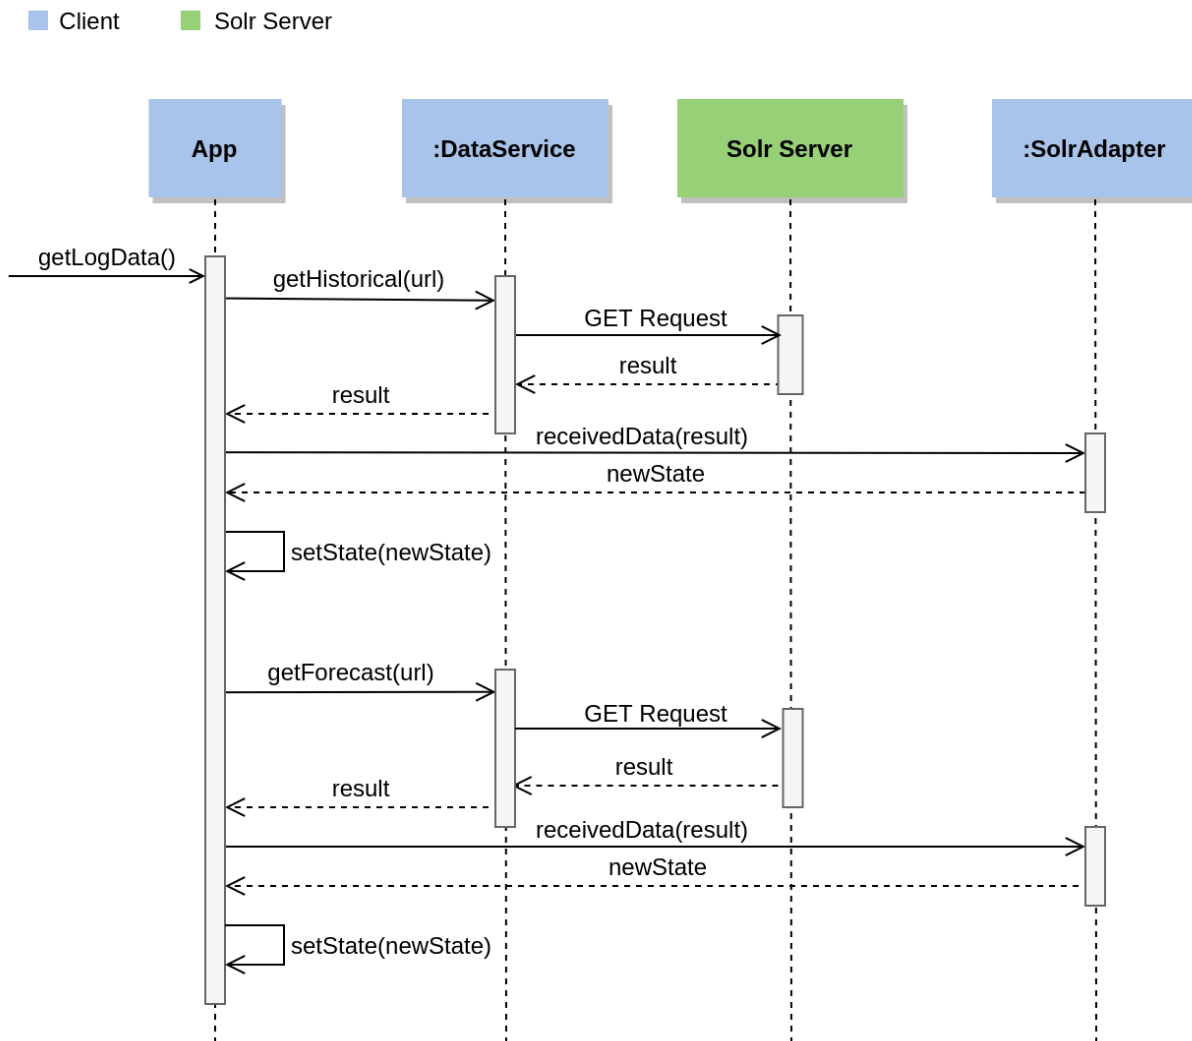 Client
Solr Server
App
:DataService
Solr Server
:SolrAdapter
getLogData()
getHistorical(url)
GET Request
result
result
receivedData(result)
newState
setState(newState)
getForecast(url)
GET Request
result
result
receivedData(result)
newState
setState(newState)